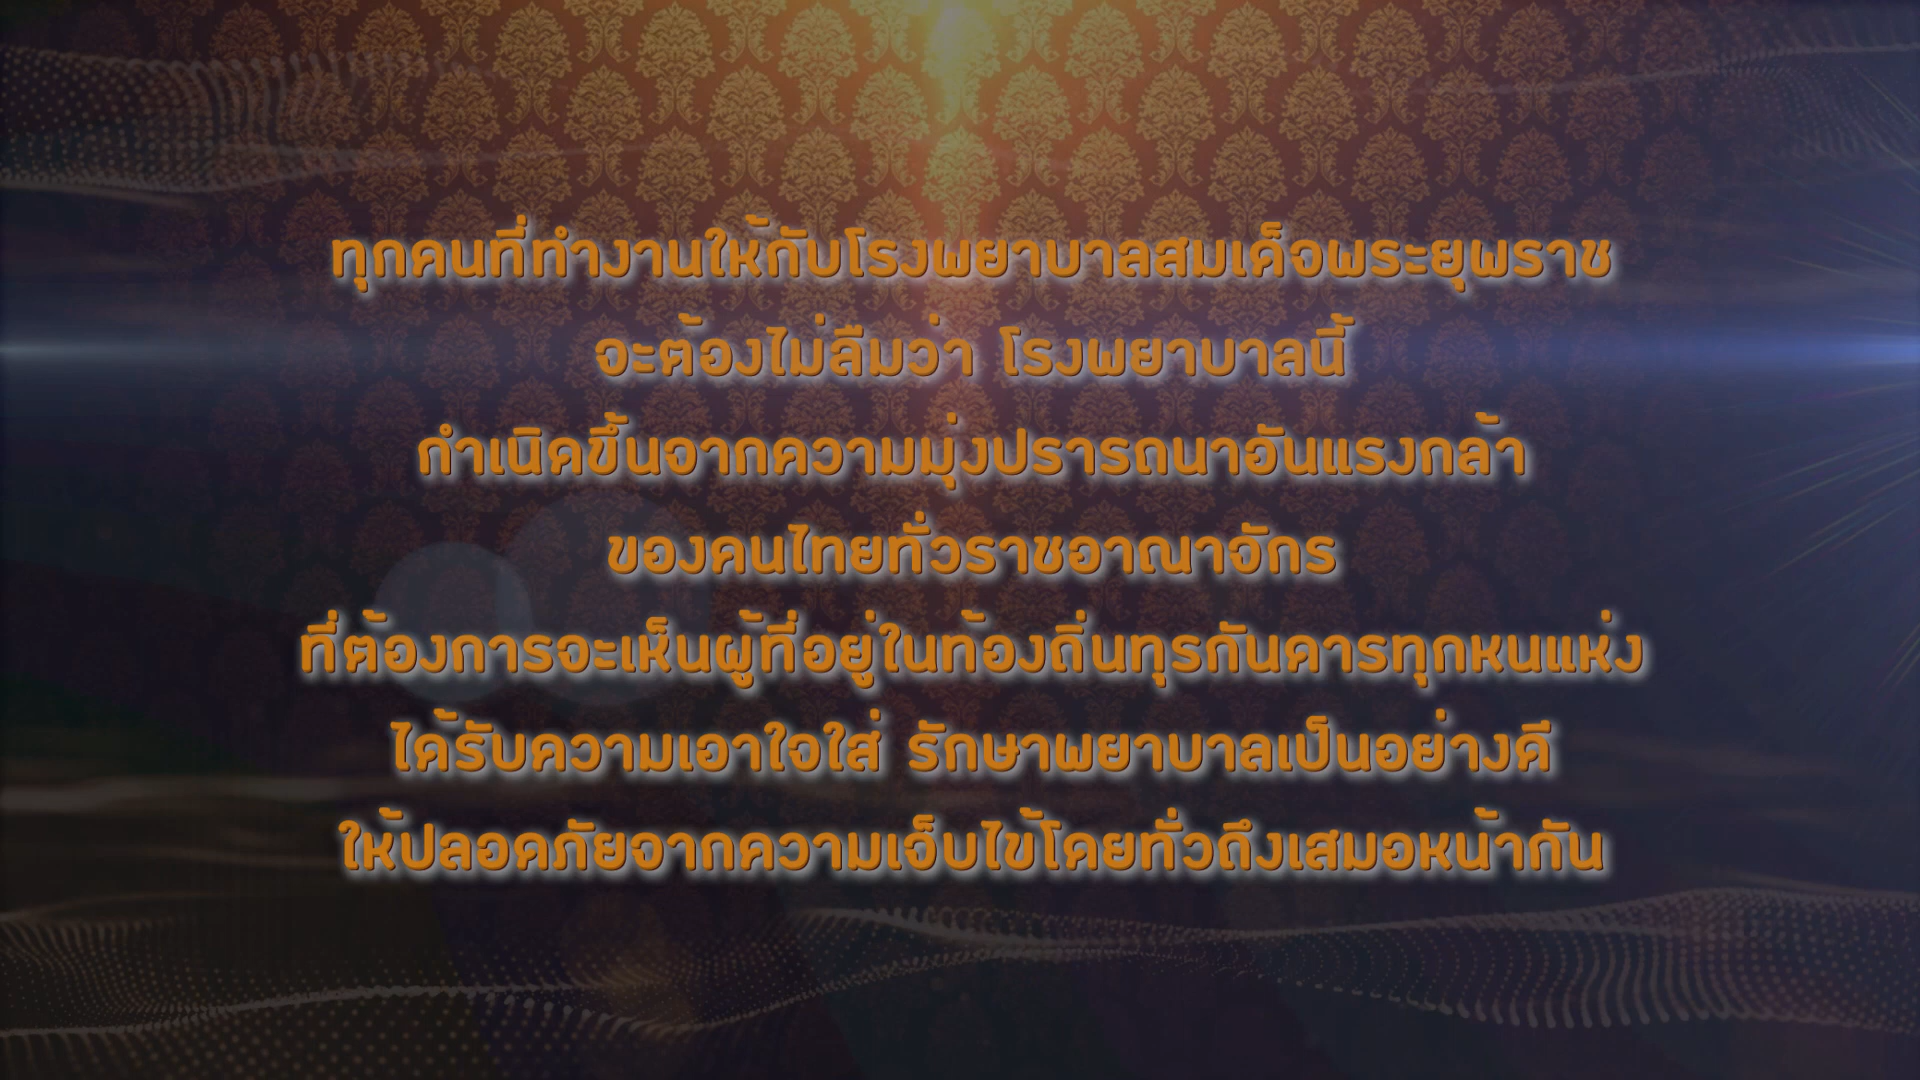 ทุกคนที่ทำงานให้กับโรงพยาบาลสมเด็จพระยุพราช
จะต้องไม่ลืมว่า โรงพยาบาลนี้
กำเนิดขึ้นจากความมุ่งปรารถนาอันแรงกล้า
ของคนไทยทั่วราชอาณาจักร
ที่ต้องการจะเห็นผู้ที่อยู่ในท้องถิ่นทุรกันดารทุกหนแห่ง
ได้รับความเอาใจใส่ รักษาพยาบาลเป็นอย่างดี
ให้ปลอดภัยจากความเจ็บไข้โดยทั่วถึงเสมอหน้ากัน